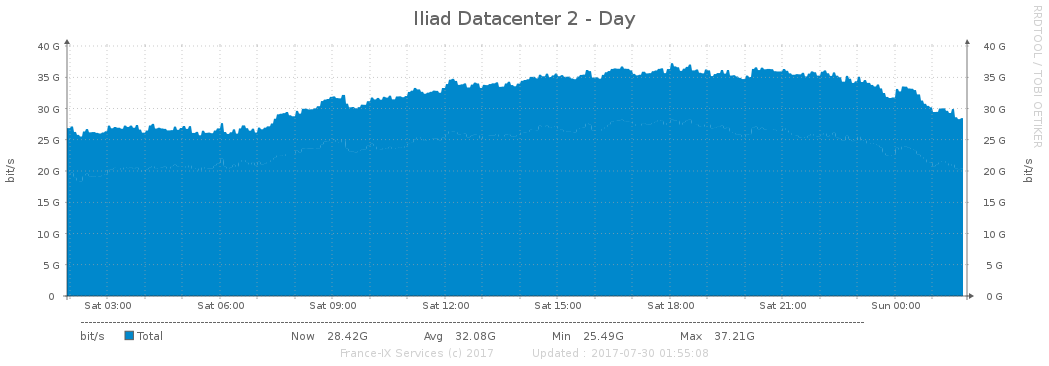 Iliad Datacenter 2 - Day
RRDTOOL / TOBI OETIKER
40 G 40 G
35 G 35 G
30 G 30 G
25 G 25 G
20 G 20 G
15 G 15 G
10 G 10 G
5 G 5 G
0 0 G
bit/s bit/s
Sat 03:00 Sat 06:00 Sat 09:00 Sat 12:00 Sat 15:00 Sat 18:00 Sat 21:00 Sun 00:00
bit/s Total Now 28.42G Avg 32.08G Min 25.49G Max 37.21G
France-IX Services (c) 2017 Updated : 2017-07-30 01:55:08